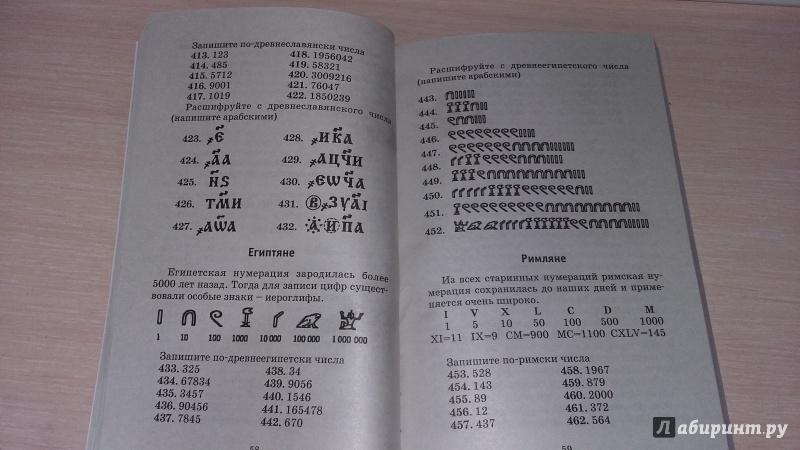 Запишите по-древнеславянски числа
413. 123 418. 1956042
414. 485 419. 58321
415. 5712 420. 3009216
416. 9001 421. 76047
417. 1019 422. 1850239
Расшифруйте с древнеславянского числа
(напишите арабскими)
423. 428.
424. 429.
425. 430.
426. 431.
427. 432.
Египтяне
Египетская нумерация зародилась более
5000 лет назад. Тогда для записи цифр сущест-
вовали особые знаки – иероглифы.
1 10 100 1000 10 000 100 000 1 000 000
Запишите по-древнеегипетски числа
433. 325 438. 34
434. 67834 439. 9056
435. 3457 440. 1546
436. 90456 441. 165478
437. 7845 442. 670
58
Расшифруйте с древнеегипетского числа
(напишите арабскими)
443.
444.
445.
446.
447.
448.
449.
450.
451.
452.
Римляне
Из всех старинных нумераций римская ну-
мерация сохранилась до наших дней и приме-
няется очень широко.
I V X L C D M
1 5 10 50 100 500 1000
XI=11 IX=9 CM=900 MC=1100 CXLV=145
Запишите по-римски числа
453. 528 458. 1967
454. 143 459. 879
455. 89 460. 2000
456. 12 461. 372
457. 437 462. 564
59
Лабиринт.ру